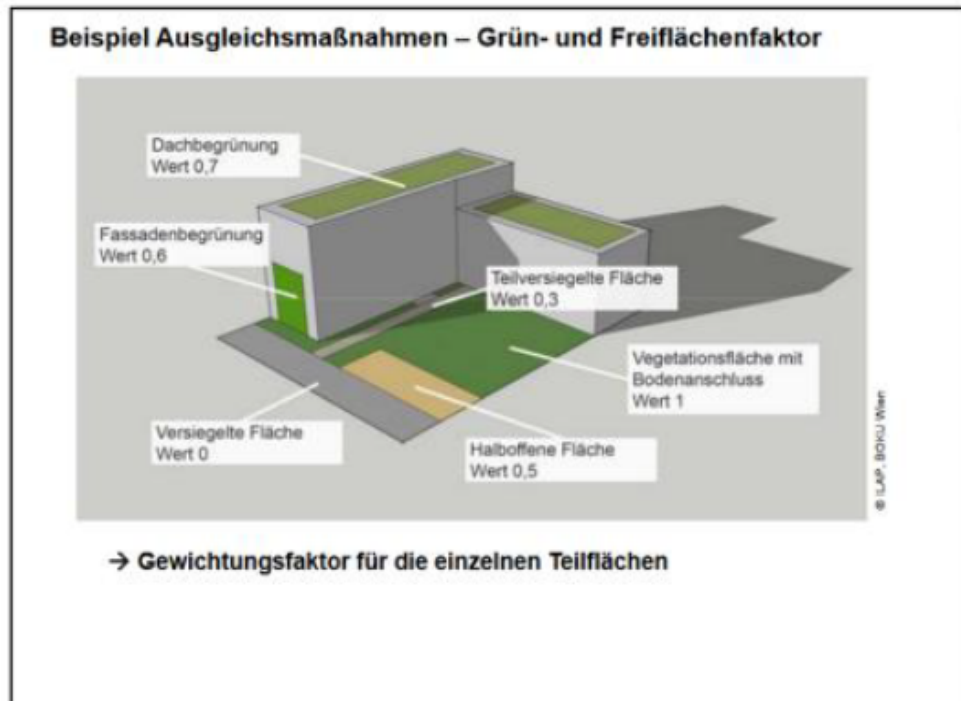 Beispiel Ausgleichsmaßnahmen – Grün- und Freiflächenfaktor
Dachbegrünung
Wert 0,7
Fassadenbegrünung
Wert 0,6
Teilversiegelte Fläche
Wert 0,3
Vegetationsfläche mit
Bodenanschluss
Wert 1
Versiegelte Fläche
Wert 0
Halboffene Fläche
Wert 0,5
© ILAP, BOKU Wien
→ Gewichtungsfaktor für die einzelnen Teilflächen